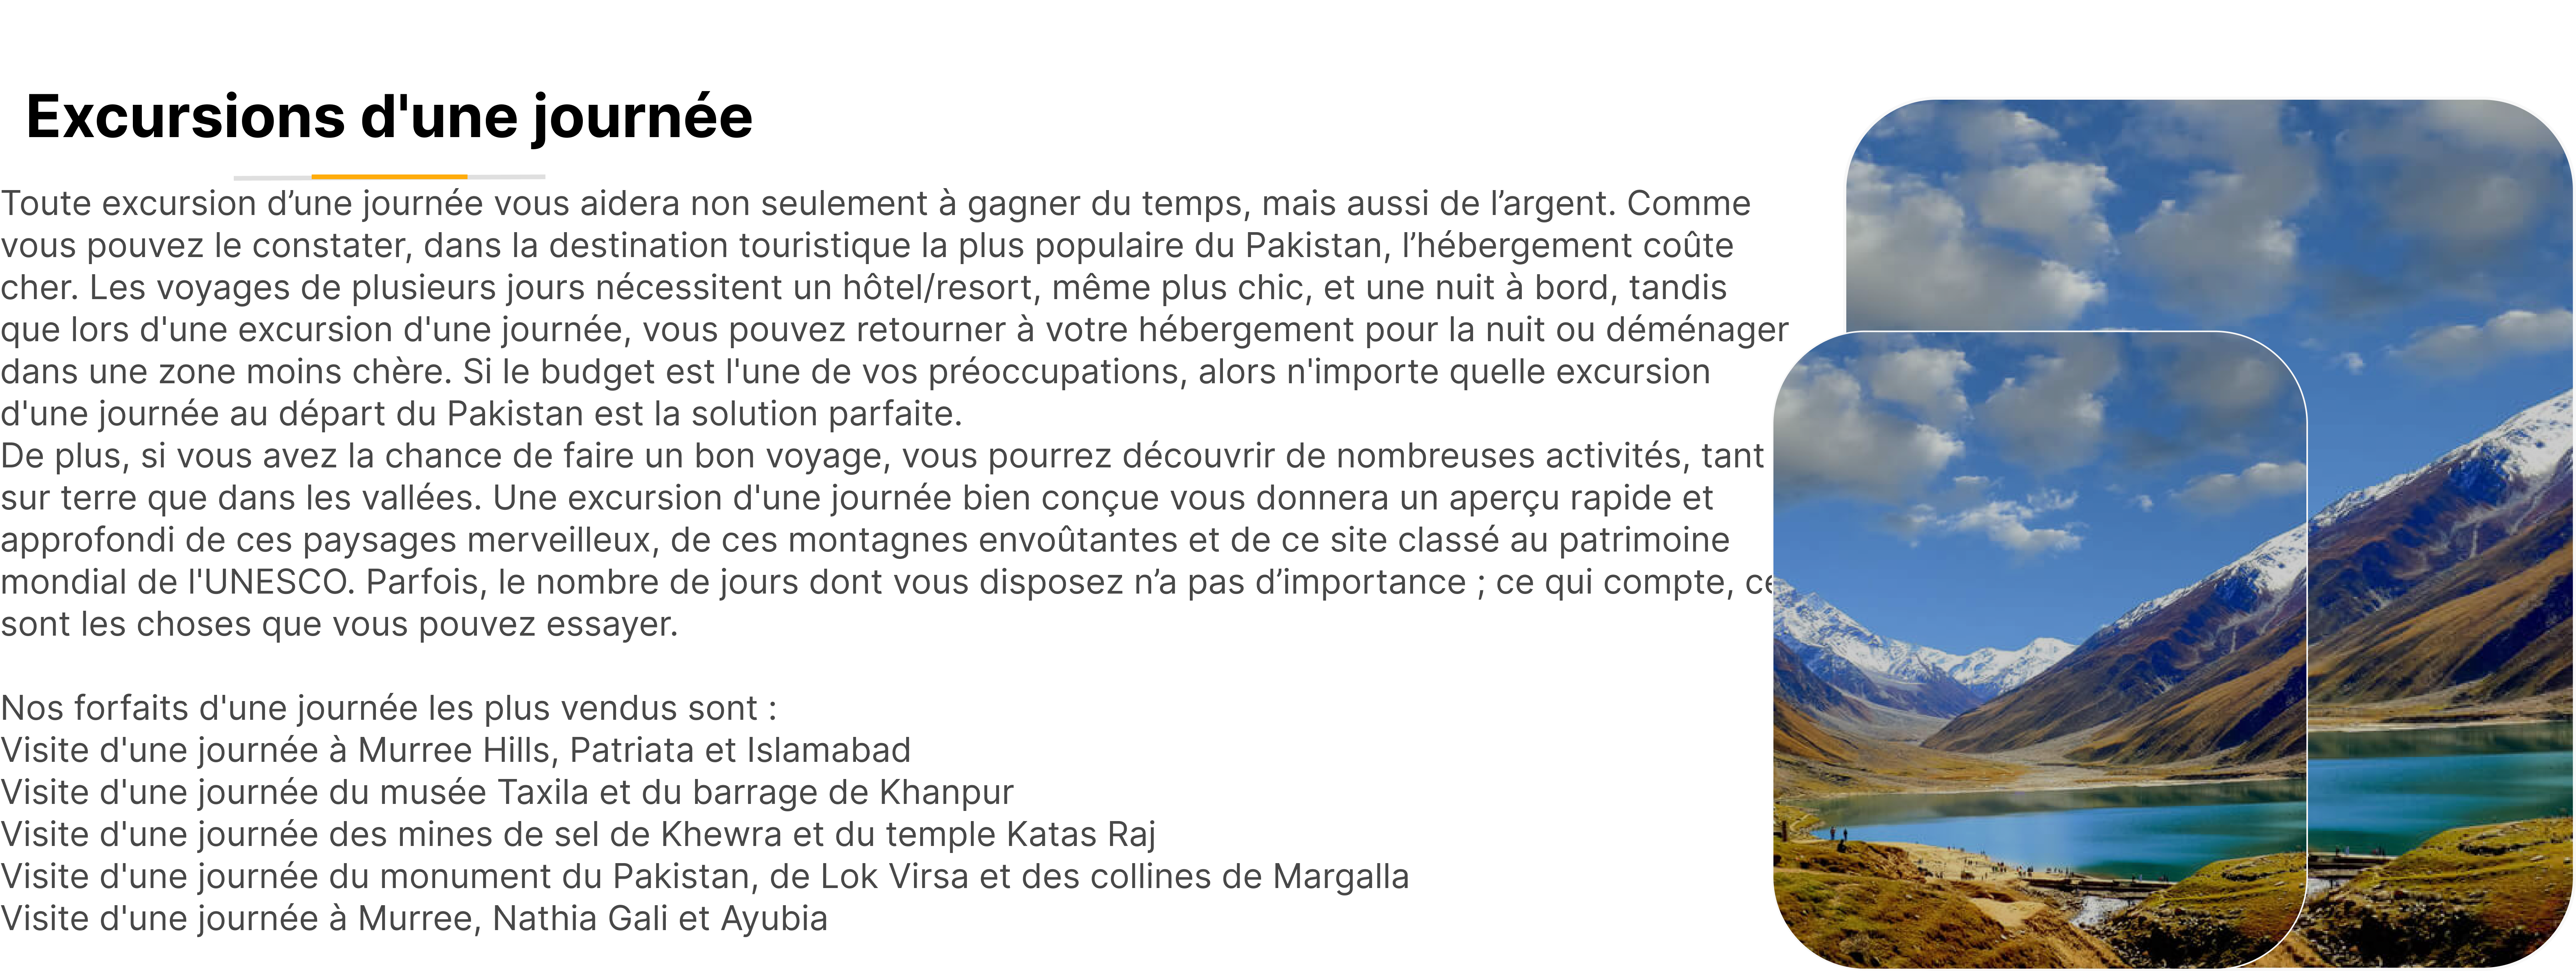 Excursions d'une journée
Toute excursion d’une journée vous aidera non seulement à gagner du temps, mais aussi de l’argent. Comme
vous pouvez le constater, dans la destination touristique la plus populaire du Pakistan, l’hébergement coûte
cher. Les voyages de plusieurs jours nécessitent un hôtel/resort, même plus chic, et une nuit à bord, tandis
que lors d'une excursion d'une journée, vous pouvez retourner à votre hébergement pour la nuit ou déménager
dans une zone moins chère. Si le budget est l'une de vos préoccupations, alors n'importe quelle excursion
d'une journée au départ du Pakistan est la solution parfaite.
De plus, si vous avez la chance de faire un bon voyage, vous pourrez découvrir de nombreuses activités, tant
sur terre que dans les vallées. Une excursion d'une journée bien conçue vous donnera un aperçu rapide et
approfondi de ces paysages merveilleux, de ces montagnes envoûtantes et de ce site classé au patrimoine
mondial de l'UNESCO. Parfois, le nombre de jours dont vous disposez n’a pas d’importance ; ce qui compte, ce
sont les choses que vous pouvez essayer.
Nos forfaits d'une journée les plus vendus sont :
Visite d'une journée à Murree Hills, Patriata et Islamabad
Visite d'une journée du musée Taxila et du barrage de Khanpur
Visite d'une journée des mines de sel de Khewra et du temple Katas Raj
Visite d'une journée du monument du Pakistan, de Lok Virsa et des collines de Margalla
Visite d'une journée à Murree, Nathia Gali et Ayubia